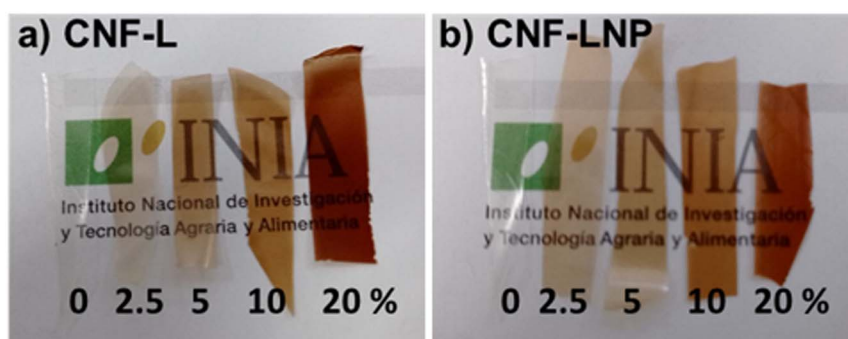 a) CNF-L
INIA
Instituto Nacional de Investigación
y Tecnología Agraria y Alimentaria
0 2.5 5 10 20 %
b) CNF-LNP
INIA
Instituto Nacional de Investigación
y Tecnología Agraria y Alimentaria
0 2.5 5 10 20 %